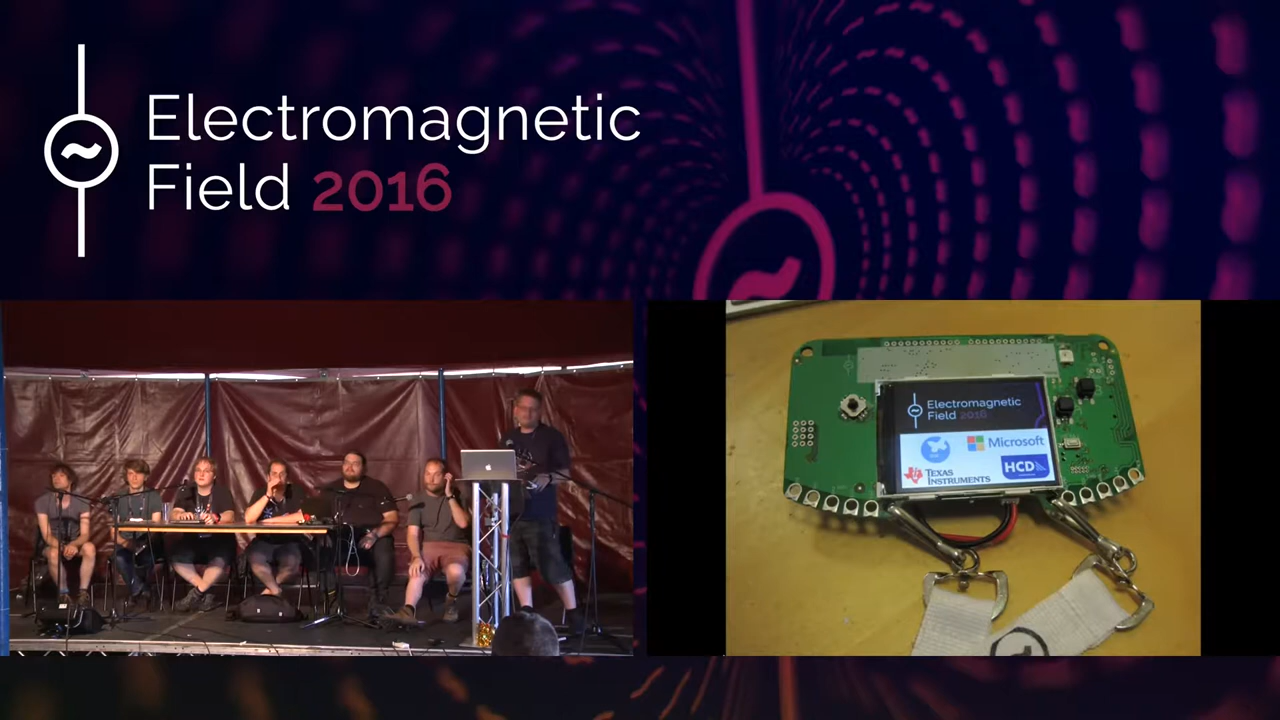 Electromagnetic
Field 2016
Electromagnetic
Field 2016
Microsoft
TEXAS
INSTRUMENTS
HCD